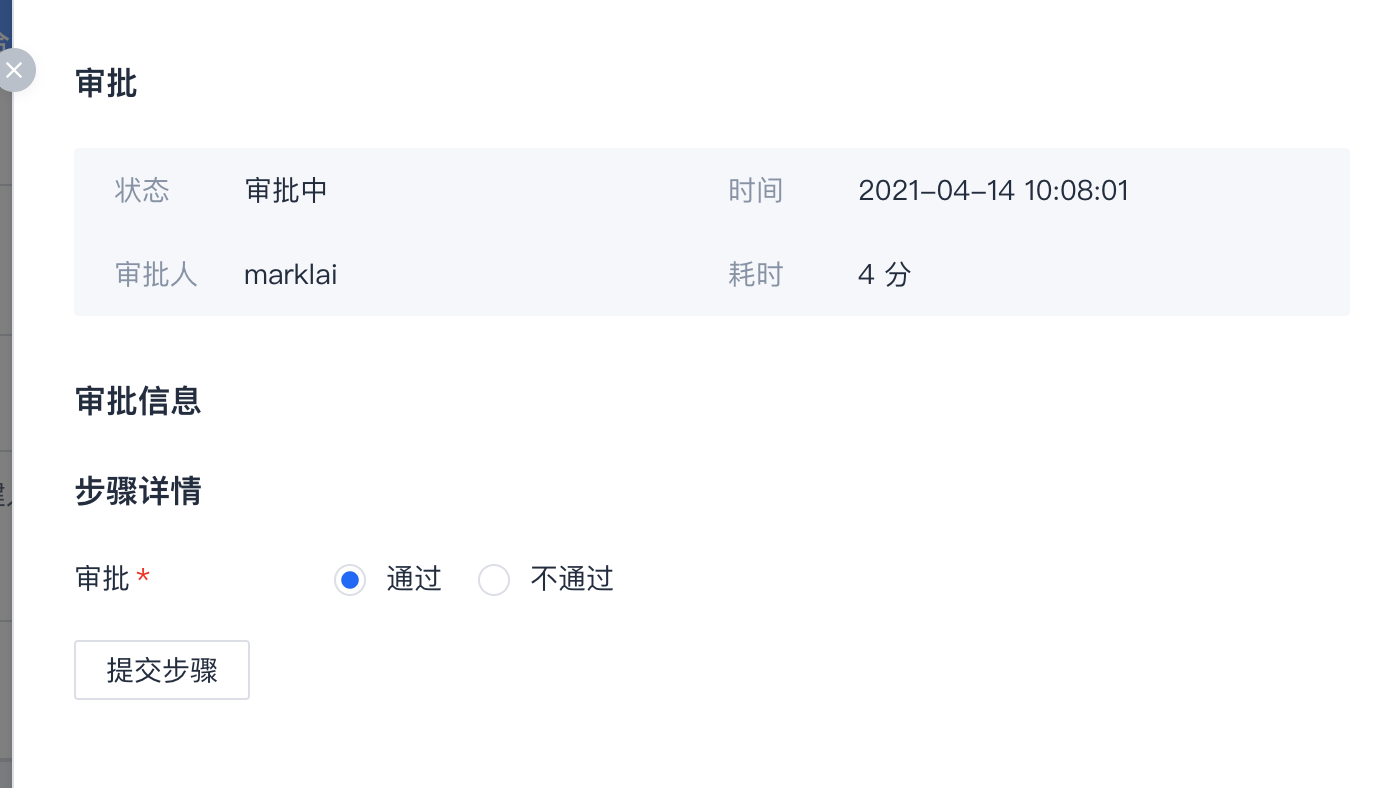 审批
状态 审批中 时间 2021-04-14 10:08:01
审批人 marklai 耗时 4 分
审批信息
步骤详情
审批 * 通过 不通过
提交步骤